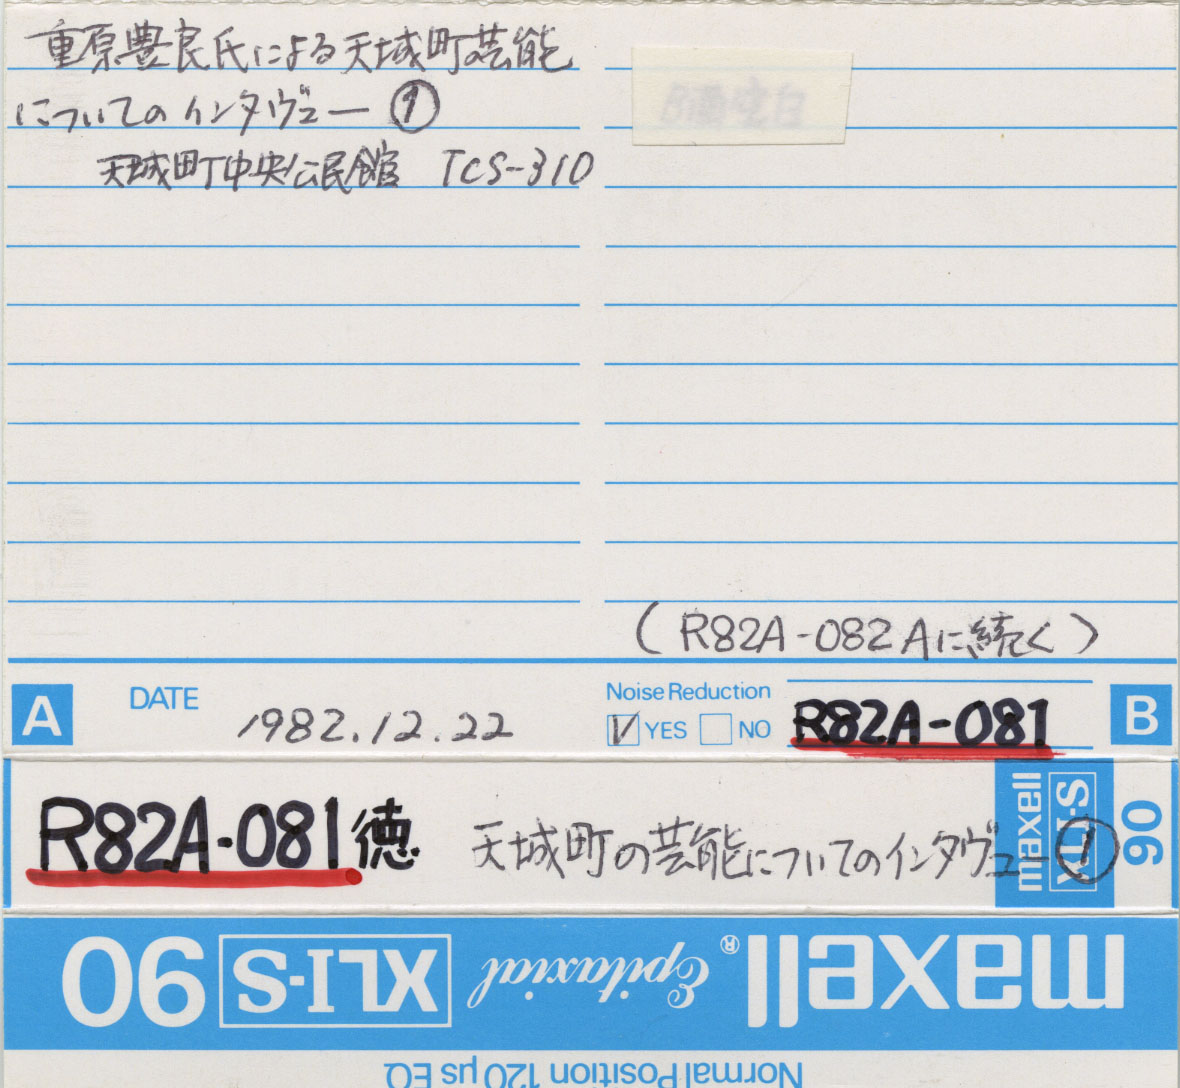 重原豊良氏による天城町芸能
についてのインタヴュー ①
天城町中央公民館 TCS-310
B面空白
(R82A-082Aに続く)
A DATE 1982.12.22
Noise Reduction
V YES NO
R82A-081
B
R82A-081徳 天城町の芸能についてのインタヴュー ①
maxell
XLI-S
90
maxell® Epitaxial XLI-S 90
Normal Position 120 µs EQ